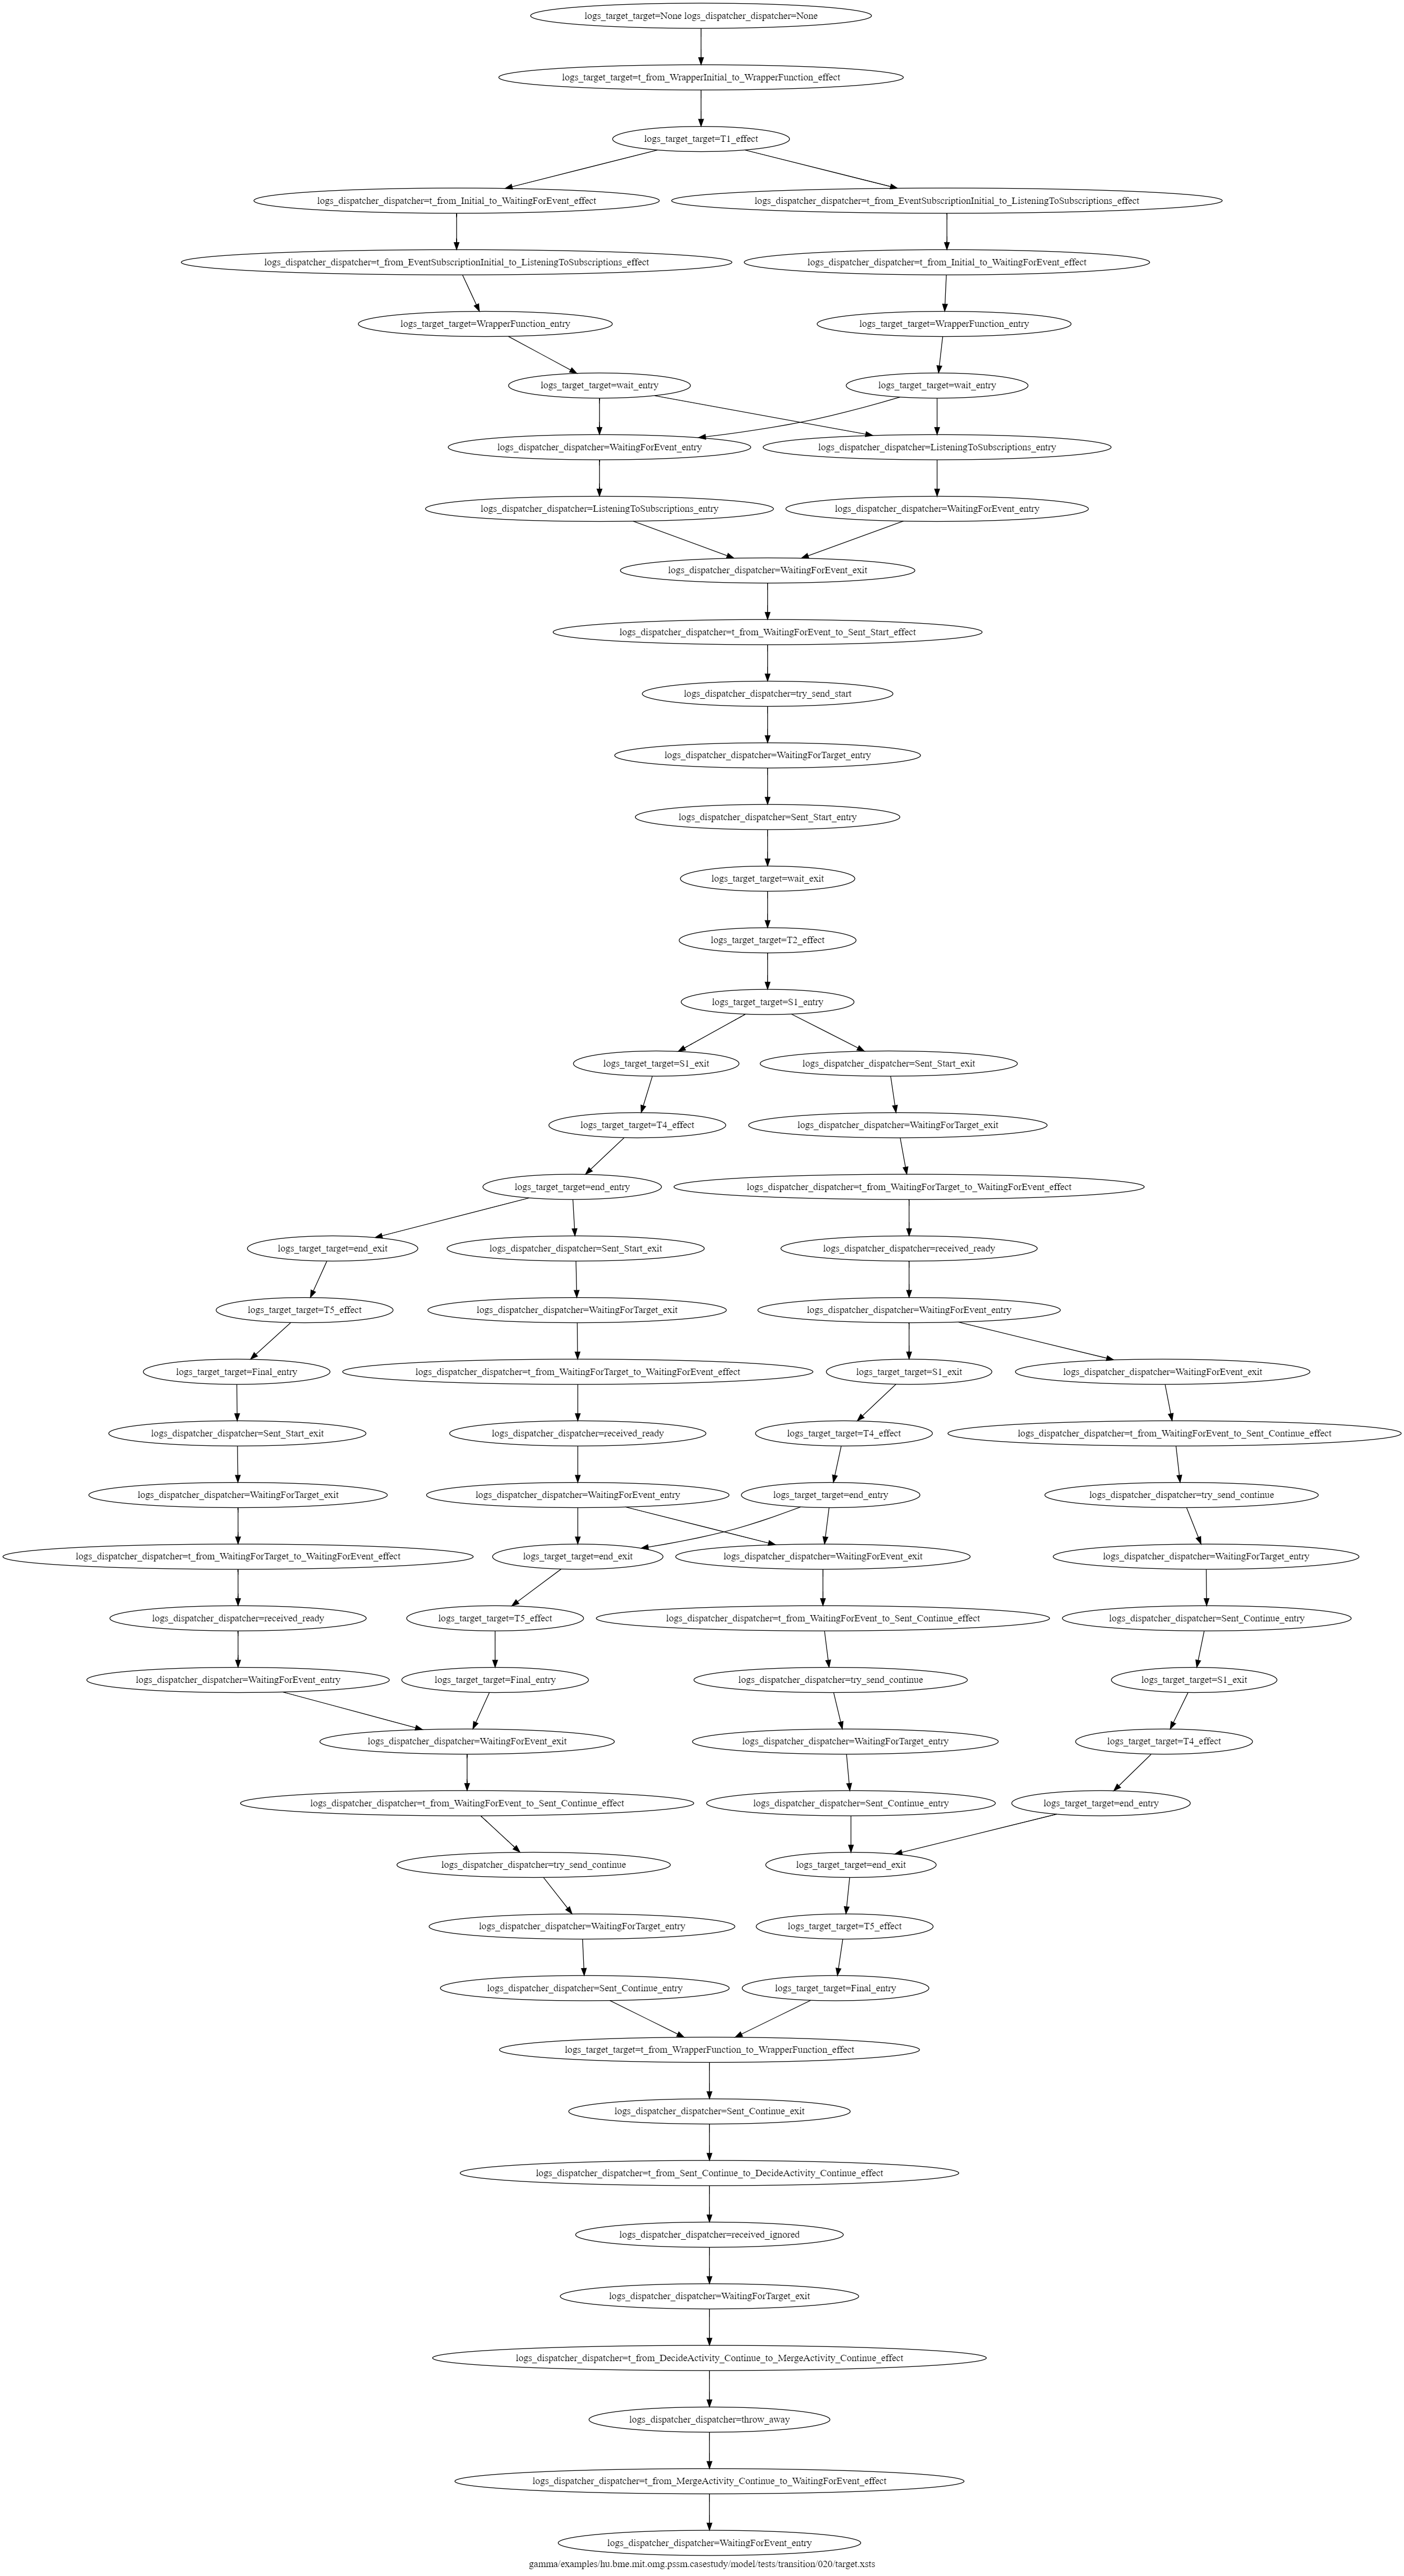 logs_target_target=None logs_dispatcher_dispatcher=None
logs_target_target=t_from_WrapperInitial_to_WrapperFunction_effect
logs_target_target=T1_effect
logs_dispatcher_dispatcher=t_from_Initial_to_WaitingForEvent_effect
logs_dispatcher_dispatcher=t_from_EventSubscriptionInitial_to_ListeningToSubscriptions_effect
logs_dispatcher_dispatcher=t_from_EventSubscriptionInitial_to_ListeningToSubscriptions_effect
logs_dispatcher_dispatcher=t_from_Initial_to_WaitingForEvent_effect
logs_target_target=WrapperFunction_entry
logs_target_target=WrapperFunction_entry
logs_target_target=wait_entry
logs_target_target=wait_entry
logs_dispatcher_dispatcher=WaitingForEvent_entry
logs_dispatcher_dispatcher=ListeningToSubscriptions_entry
logs_dispatcher_dispatcher=ListeningToSubscriptions_entry
logs_dispatcher_dispatcher=WaitingForEvent_entry
logs_dispatcher_dispatcher=WaitingForEvent_exit
logs_dispatcher_dispatcher=t_from_WaitingForEvent_to_Sent_Start_effect
logs_dispatcher_dispatcher=try_send_start
logs_dispatcher_dispatcher=WaitingForTarget_entry
logs_dispatcher_dispatcher=Sent_Start_entry
logs_target_target=wait_exit
logs_target_target=T2_effect
logs_target_target=S1_entry
logs_target_target=S1_exit
logs_dispatcher_dispatcher=Sent_Start_exit
logs_target_target=T4_effect
logs_dispatcher_dispatcher=WaitingForTarget_exit
logs_target_target=end_entry
logs_dispatcher_dispatcher=t_from_WaitingForTarget_to_WaitingForEvent_effect
logs_target_target=end_exit
logs_dispatcher_dispatcher=Sent_Start_exit
logs_dispatcher_dispatcher=received_ready
logs_target_target=T5_effect
logs_dispatcher_dispatcher=WaitingForTarget_exit
logs_dispatcher_dispatcher=WaitingForEvent_entry
logs_target_target=Final_entry
logs_dispatcher_dispatcher=t_from_WaitingForTarget_to_WaitingForEvent_effect
logs_target_target=S1_exit
logs_dispatcher_dispatcher=WaitingForEvent_exit
logs_dispatcher_dispatcher=Sent_Start_exit
logs_dispatcher_dispatcher=received_ready
logs_target_target=T4_effect
logs_dispatcher_dispatcher=t_from_WaitingForEvent_to_Sent_Continue_effect
logs_dispatcher_dispatcher=WaitingForTarget_exit
logs_dispatcher_dispatcher=WaitingForEvent_entry
logs_target_target=end_entry
logs_dispatcher_dispatcher=try_send_continue
logs_dispatcher_dispatcher=t_from_WaitingForTarget_to_WaitingForEvent_effect
logs_target_target=end_exit
logs_dispatcher_dispatcher=WaitingForEvent_exit
logs_dispatcher_dispatcher=WaitingForTarget_entry
logs_dispatcher_dispatcher=received_ready
logs_target_target=T5_effect
logs_dispatcher_dispatcher=t_from_WaitingForEvent_to_Sent_Continue_effect
logs_dispatcher_dispatcher=Sent_Continue_entry
logs_dispatcher_dispatcher=WaitingForEvent_entry
logs_target_target=Final_entry
logs_dispatcher_dispatcher=try_send_continue
logs_target_target=S1_exit
logs_dispatcher_dispatcher=WaitingForEvent_exit
logs_dispatcher_dispatcher=WaitingForTarget_entry
logs_target_target=T4_effect
logs_dispatcher_dispatcher=t_from_WaitingForEvent_to_Sent_Continue_effect
logs_dispatcher_dispatcher=Sent_Continue_entry
logs_target_target=end_entry
logs_dispatcher_dispatcher=try_send_continue
logs_target_target=end_exit
logs_dispatcher_dispatcher=WaitingForTarget_entry
logs_target_target=T5_effect
logs_dispatcher_dispatcher=Sent_Continue_entry
logs_target_target=Final_entry
logs_target_target=t_from_WrapperFunction_to_WrapperFunction_effect
logs_dispatcher_dispatcher=Sent_Continue_exit
logs_dispatcher_dispatcher=t_from_Sent_Continue_to_DecideActivity_Continue_effect
logs_dispatcher_dispatcher=received_ignored
logs_dispatcher_dispatcher=WaitingForTarget_exit
logs_dispatcher_dispatcher=t_from_DecideActivity_Continue_to_MergeActivity_Continue_effect
logs_dispatcher_dispatcher=throw_away
logs_dispatcher_dispatcher=t_from_MergeActivity_Continue_to_WaitingForEvent_effect
logs_dispatcher_dispatcher=WaitingForEvent_entry
gamma/examples/hu.bme.mit.omg.pssm.casestudy/model/tests/transition/020/target.xsts